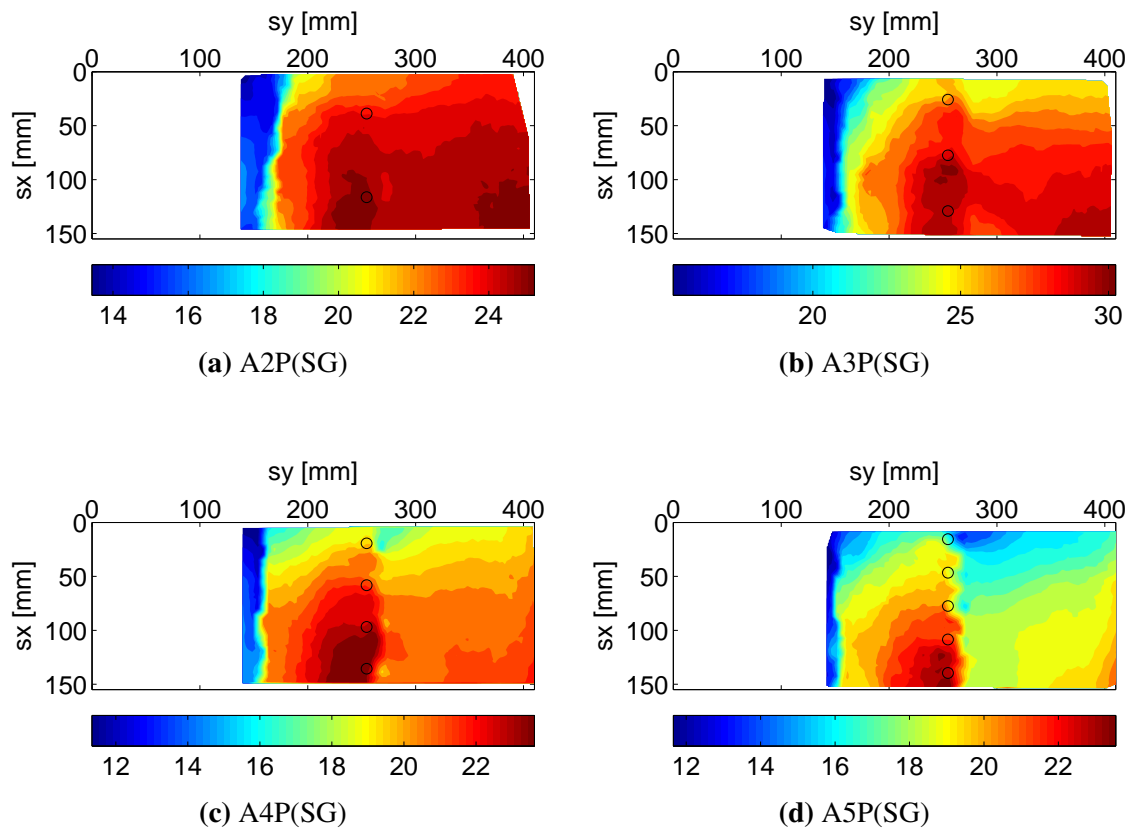 sy [mm]
0 100 200 300 400
0
50
100
150
sx [mm]
14 16 18 20 22 24
(a) A2P(SG)
sy [mm]
0 100 200 300 400
0
50
100
150
sx [mm]
20 25 30
(b) A3P(SG)
sy [mm]
0 100 200 300 400
0
50
100
150
sx [mm]
12 14 16 18 20 22
(c) A4P(SG)
sy [mm]
0 100 200 300 400
0
50
100
150
sx [mm]
12 14 16 18 20 22
(d) A5P(SG)